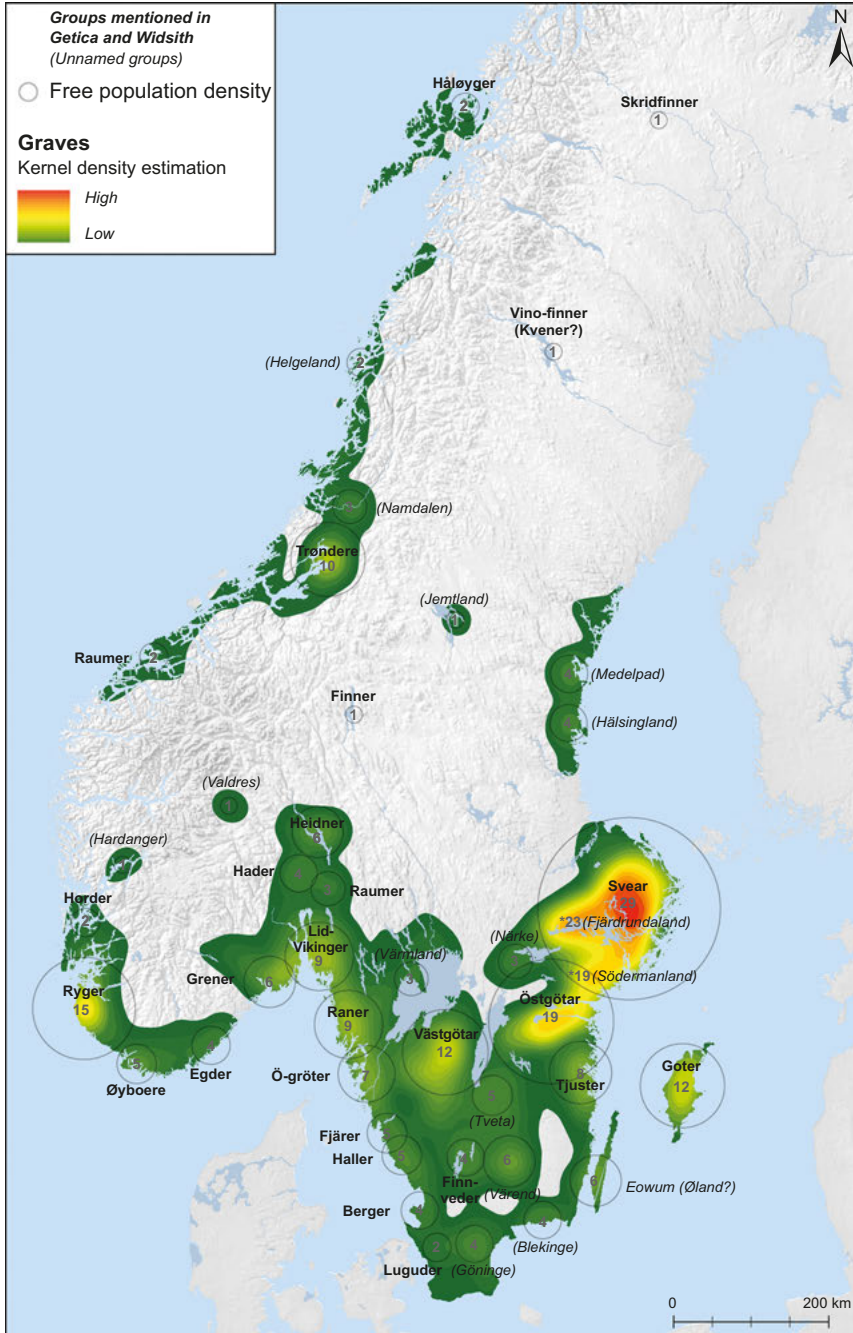 Groups mentioned in
Getica and Widsith
(Unnamed groups)
Free population density
Graves
Kernel density estimation
High
Low
N
Håløyger
2
Skridfinner
1
Vino-finner
(Kvener?)
1
(Helgeland)
2
(Namdalen)
Trøndere
10
(Jemtland)
1
Raumer
2
(Medelpad)
Finner
1
(Hälsingland)
(Valdres)
1
(Hardanger)
Heidner
6
Hader
Raumer
Horder
2
Svear
*23 (Fjärdrundaland)
Lid-
Vikinger
9
(Värmland)
3
(Närke)
*19 (Södermanland)
Grener
6
Ryger
15
Raner
9
Östgötar
19
Västgötar
12
Egder
Øyboere
5
Ö-gröter
7
Tjuster
8
Goter
12
(Tveta)
Fjärer
Haller
5
Finn-
veder
(Värend)
6
Eowum (Øland?)
6
Berger
(Blekinge)
4
Luguder
2
(Göninge)
0
200 km